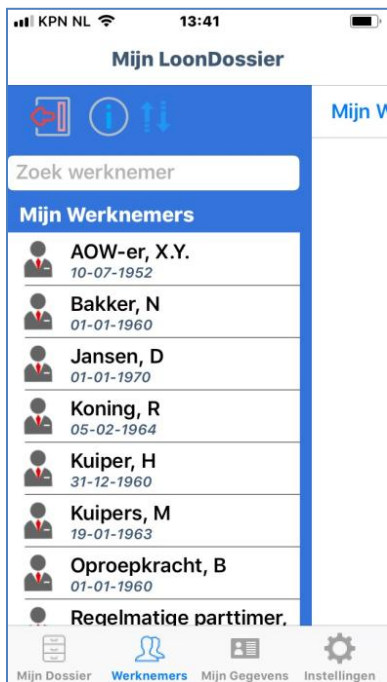 KPN NL 13:41
Mijn LoonDossier
Mijn W
Zoek werknemer
Mijn Werknemers
AOW-er, X.Y.
10-07-1952
Bakker, N
01-01-1960
Jansen, D
01-01-1970
Koning, R
05-02-1964
Kuiper, H
31-12-1960
Kuipers, M
19-01-1963
Oproepkracht, B
01-01-1960
Regelmatige parttimer,
Mijn Dossier Werknemers Mijn Gegevens Instellingen